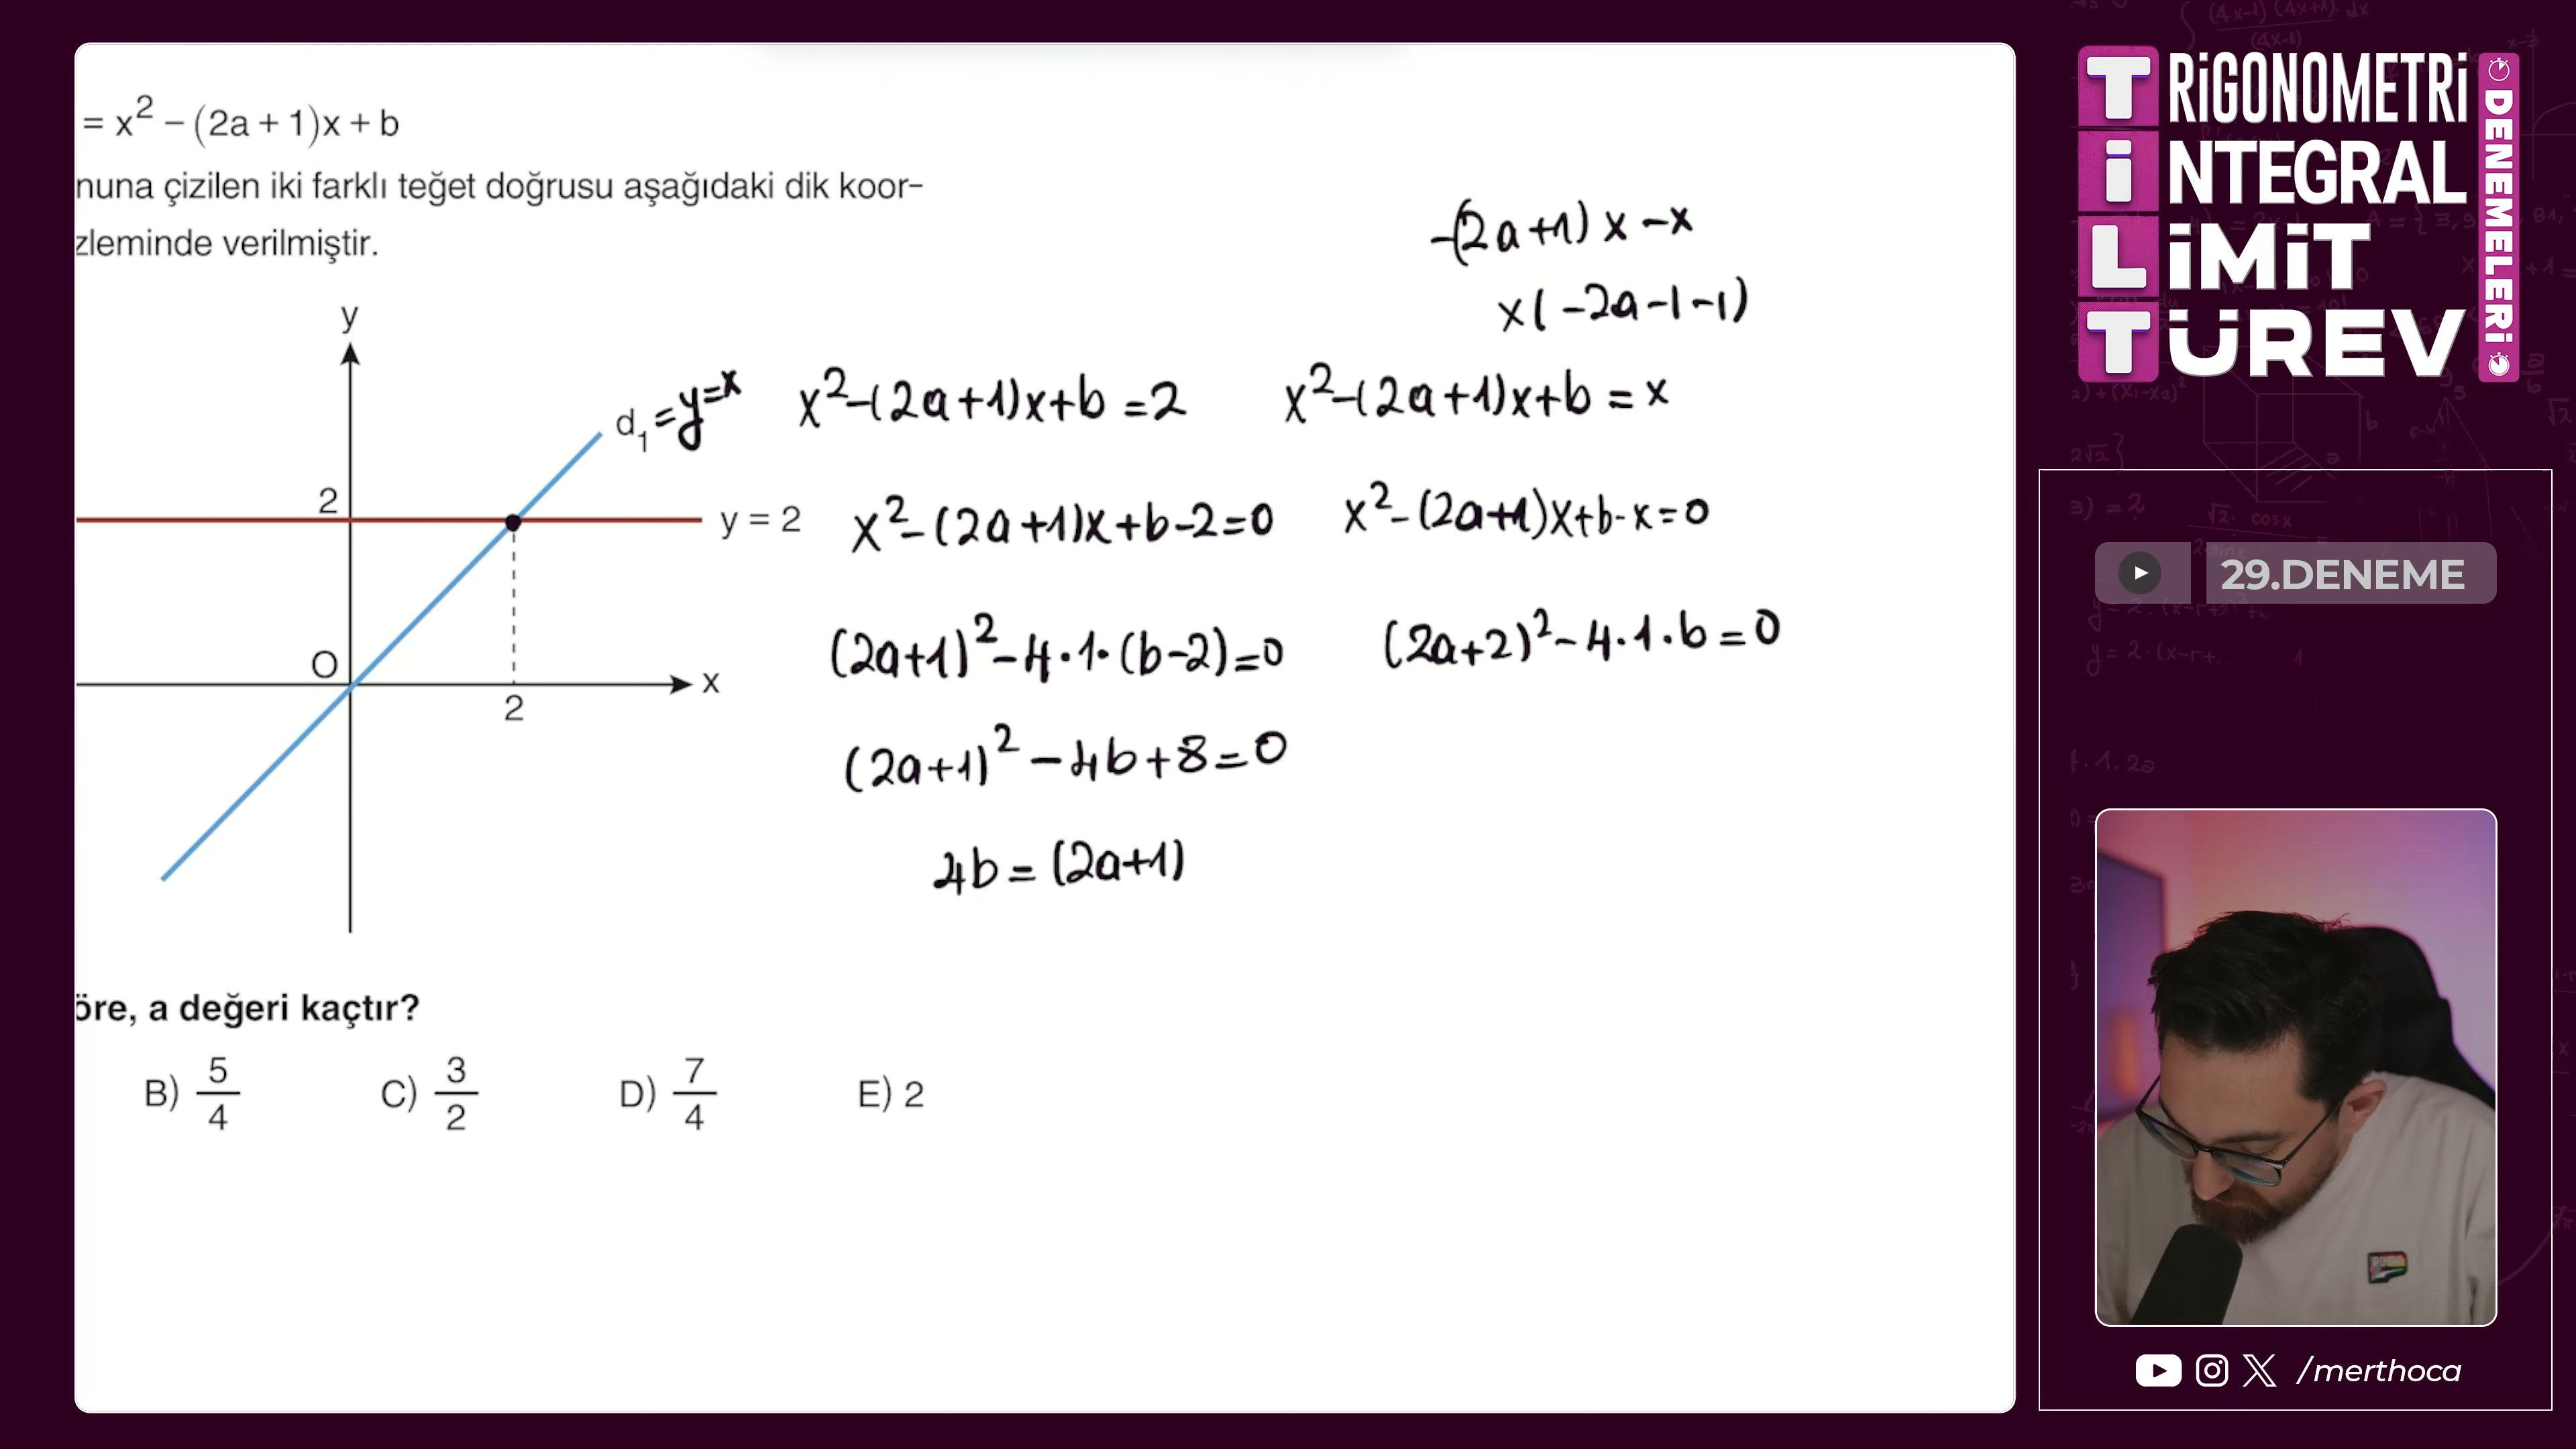 = x² − (2a + 1)x + b
nuna çizilen iki farklı teğet doğrusu aşağıdaki dik koor-
zleminde verilmiştir.
y
d₁ = y=x
2
y = 2
O
x
2
x²-(2a+1)x+b = 2
x²-(2a+1)x+b-2=0
(2a+1)²-4·1·(b-2)=0
(2a+1)² - 4b+8=0
4b = (2a+1)
-(2a+1) x -x
x(-2a-1-1)
x²-(2a+1)x+b = x
x²-(2a+1)x+b-x=0
(2a+2)²-4·1·b=0
öre, a değeri kaçtır?
B) 5/4 C) 3/2 D) 7/4 E) 2
TRİGONOMETRİ
İNTEGRAL
LİMİT
TÜREV
DENEMELERİ
29.DENEME
/merthoca